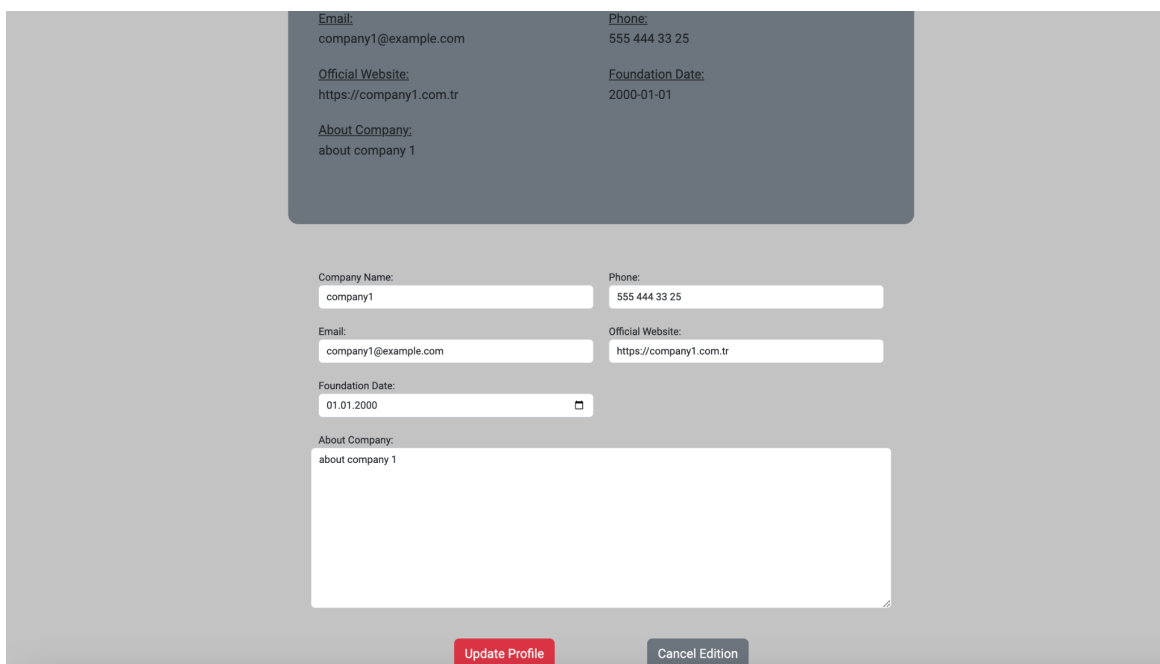 Email: Phone:
company1@example.com 555 444 33 25
Official Website: Foundation Date:
https://company1.com.tr 2000-01-01
About Company:
about company 1
Company Name: Phone:
company1 555 444 33 25
Email: Official Website:
company1@example.com https://company1.com.tr
Foundation Date:
01.01.2000
About Company:
about company 1
Update Profile Cancel Edition